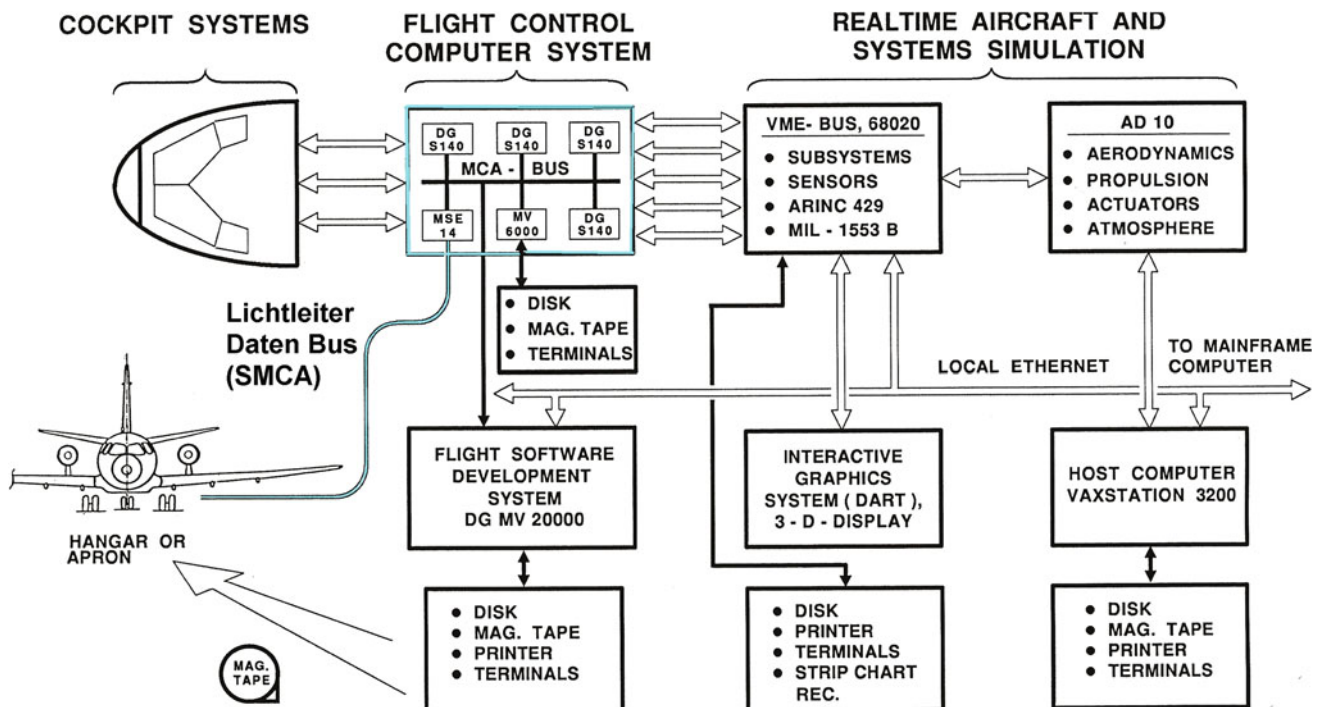 COCKPIT SYSTEMS
FLIGHT CONTROL
COMPUTER SYSTEM
REALTIME AIRCRAFT AND
SYSTEMS SIMULATION
DG
S140
DG
S140
DG
S140
MCA - BUS
MSE
14
MV
6000
DG
S140
VME- BUS, 68020
● SUBSYSTEMS
● SENSORS
● ARINC 429
● MIL - 1553 B
AD 10
● AERODYNAMICS
● PROPULSION
● ACTUATORS
● ATMOSPHERE
● DISK
● MAG. TAPE
● TERMINALS
Lichtleiter
Daten Bus
(SMCA)
LOCAL ETHERNET
TO MAINFRAME
COMPUTER
HANGAR OR
APRON
FLIGHT SOFTWARE
DEVELOPMENT
SYSTEM
DG MV 20000
INTERACTIVE
GRAPHICS
SYSTEM ( DART ),
3 - D - DISPLAY
HOST COMPUTER
VAXSTATION 3200
MAG.
TAPE
● DISK
● MAG. TAPE
● PRINTER
● TERMINALS
● DISK
● PRINTER
● TERMINALS
● STRIP CHART
REC.
● DISK
● MAG. TAPE
● PRINTER
● TERMINALS